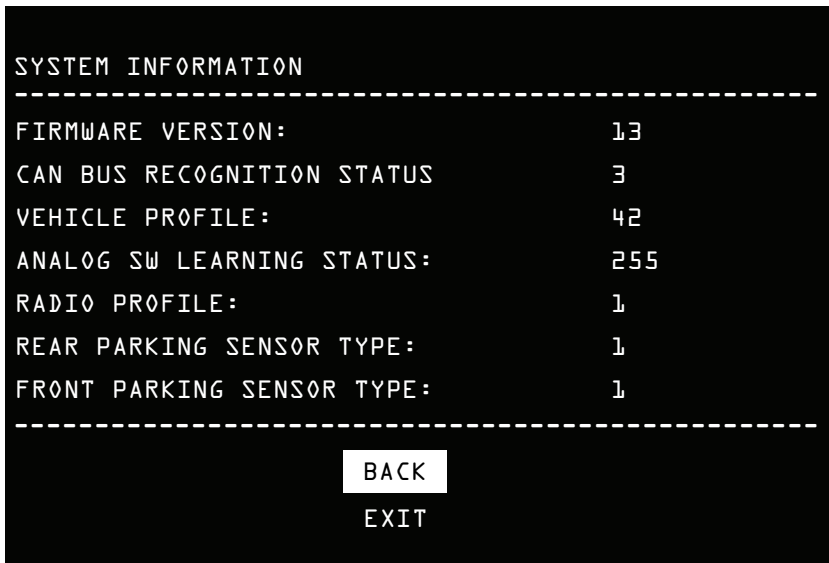 SYSTEM INFORMATION
FIRMWARE VERSION: 13
CAN BUS RECOGNITION STATUS 3
VEHICLE PROFILE: 42
ANALOG SW LEARNING STATUS: 255
RADIO PROFILE: 1
REAR PARKING SENSOR TYPE: 1
FRONT PARKING SENSOR TYPE: 1
BACK
EXIT